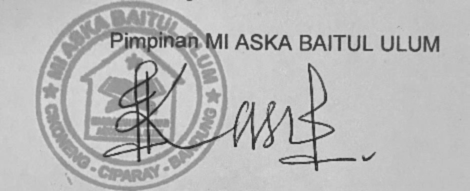 Pimpinan MI ASKA BAITUL ULUM
MI ASKA BAITUL ULUM
CIKONENG - CIPARAY - BANDUNG